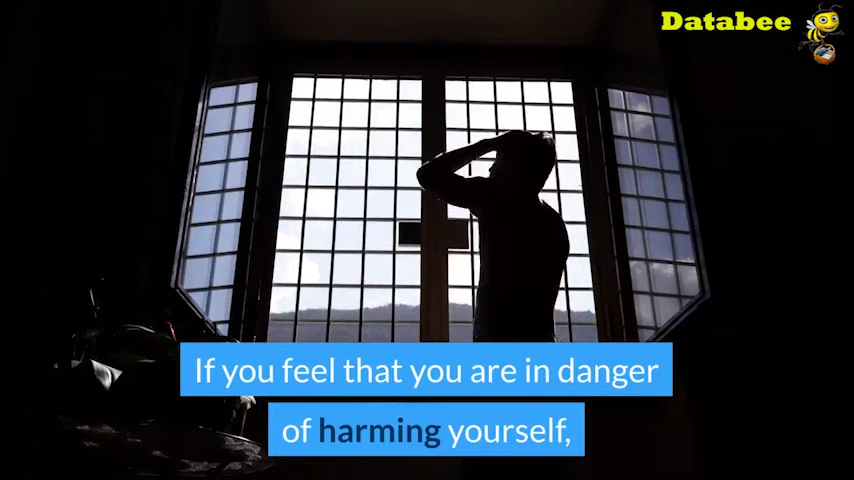 Databee
If you feel that you are in danger
of harming yourself,